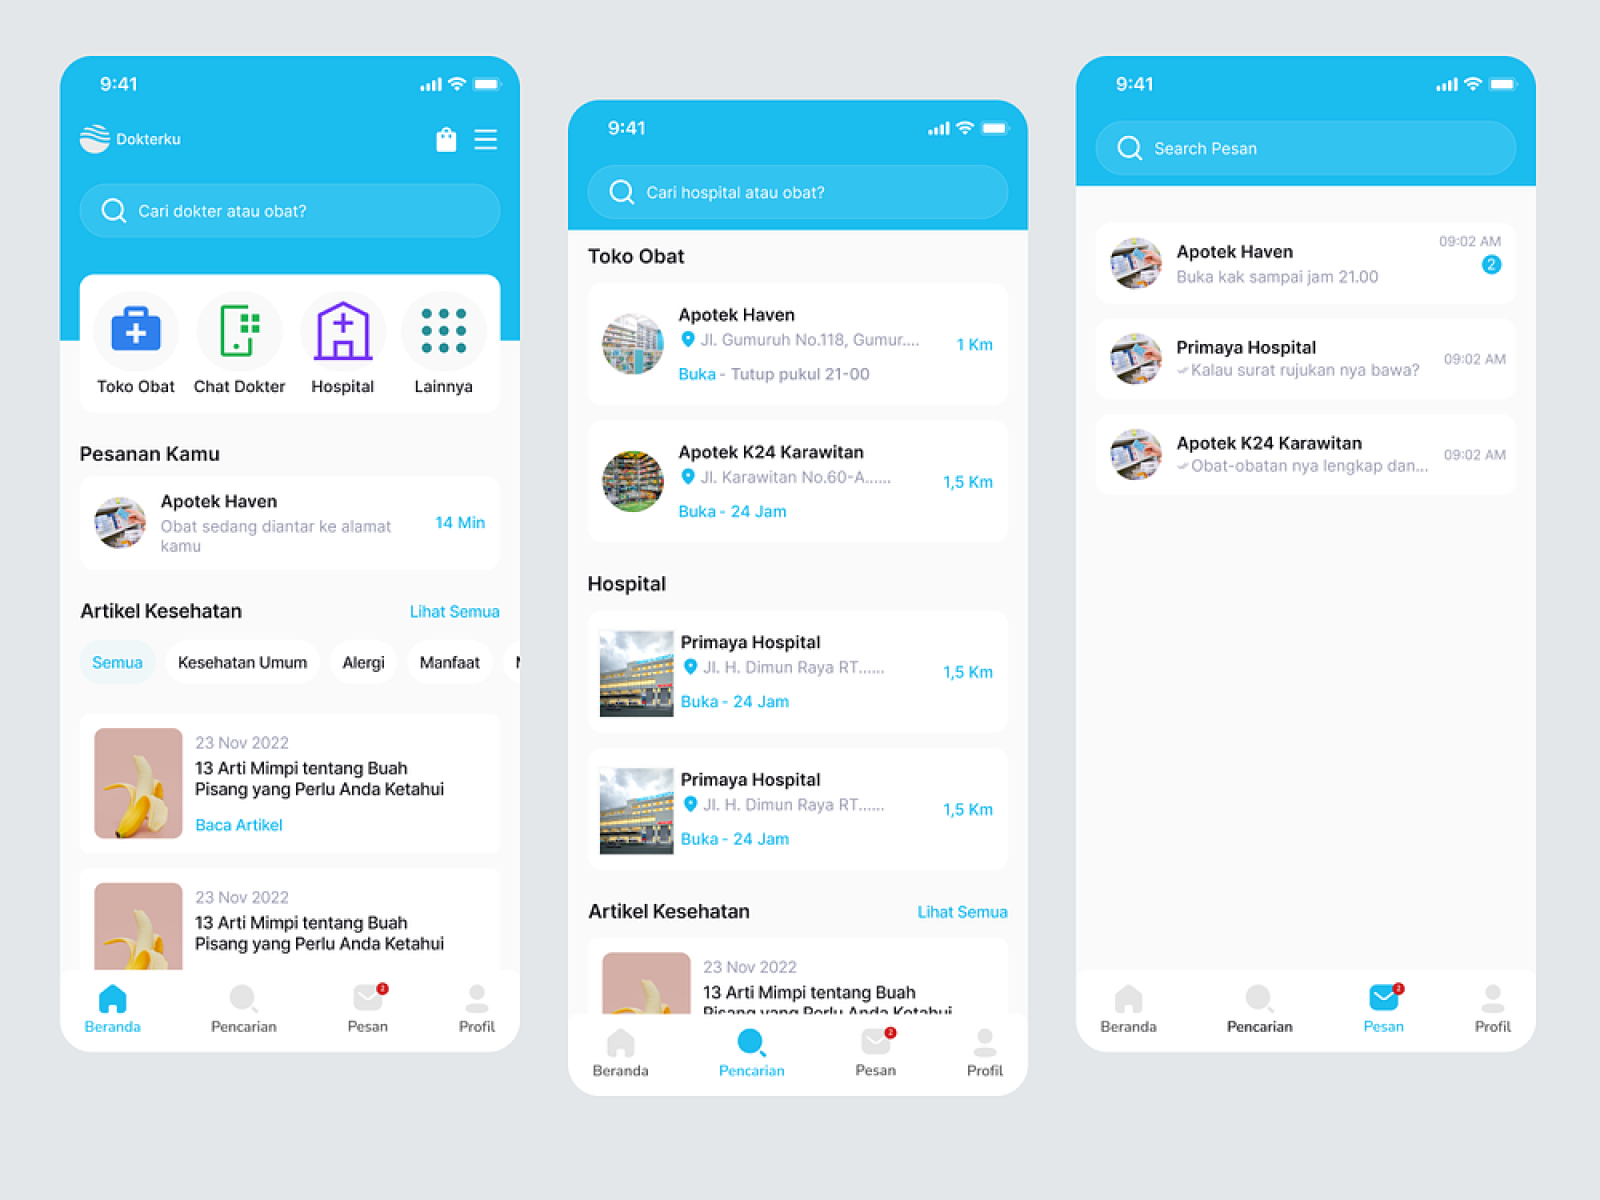 9:41
Dokterku
Cari dokter atau obat?
Toko Obat
Chat Dokter
Hospital
Lainnya
Pesanan Kamu
Apotek Haven
Obat sedang diantar ke alamat
kamu
14 Min
Artikel Kesehatan
Lihat Semua
Semua
Kesehatan Umum
Alergi
Manfaat
23 Nov 2022
13 Arti Mimpi tentang Buah
Pisang yang Perlu Anda Ketahui
Baca Artikel
23 Nov 2022
13 Arti Mimpi tentang Buah
Pisang yang Perlu Anda Ketahui
Beranda
Pencarian
2
Pesan
Profil
9:41
Cari hospital atau obat?
Toko Obat
Apotek Haven
Jl. Gumuruh No.118, Gumur....
1 Km
Buka - Tutup pukul 21-00
Apotek K24 Karawitan
Jl. Karawitan No.60-A......
1,5 Km
Buka - 24 Jam
Hospital
Primaya Hospital
Jl. H. Dimun Raya RT......
1,5 Km
Buka - 24 Jam
Primaya Hospital
Jl. H. Dimun Raya RT......
1,5 Km
Buka - 24 Jam
Artikel Kesehatan
Lihat Semua
23 Nov 2022
13 Arti Mimpi tentang Buah
Pisang yang Perlu Anda Ketahui
Beranda
Pencarian
2
Pesan
Profil
9:41
Search Pesan
Apotek Haven
09:02 AM
Buka kak sampai jam 21.00
2
Primaya Hospital
Kalau surat rujukan nya bawa?
09:02 AM
Apotek K24 Karawitan
Obat-obatan nya lengkap dan...
09:02 AM
Beranda
Pencarian
2
Pesan
Profil